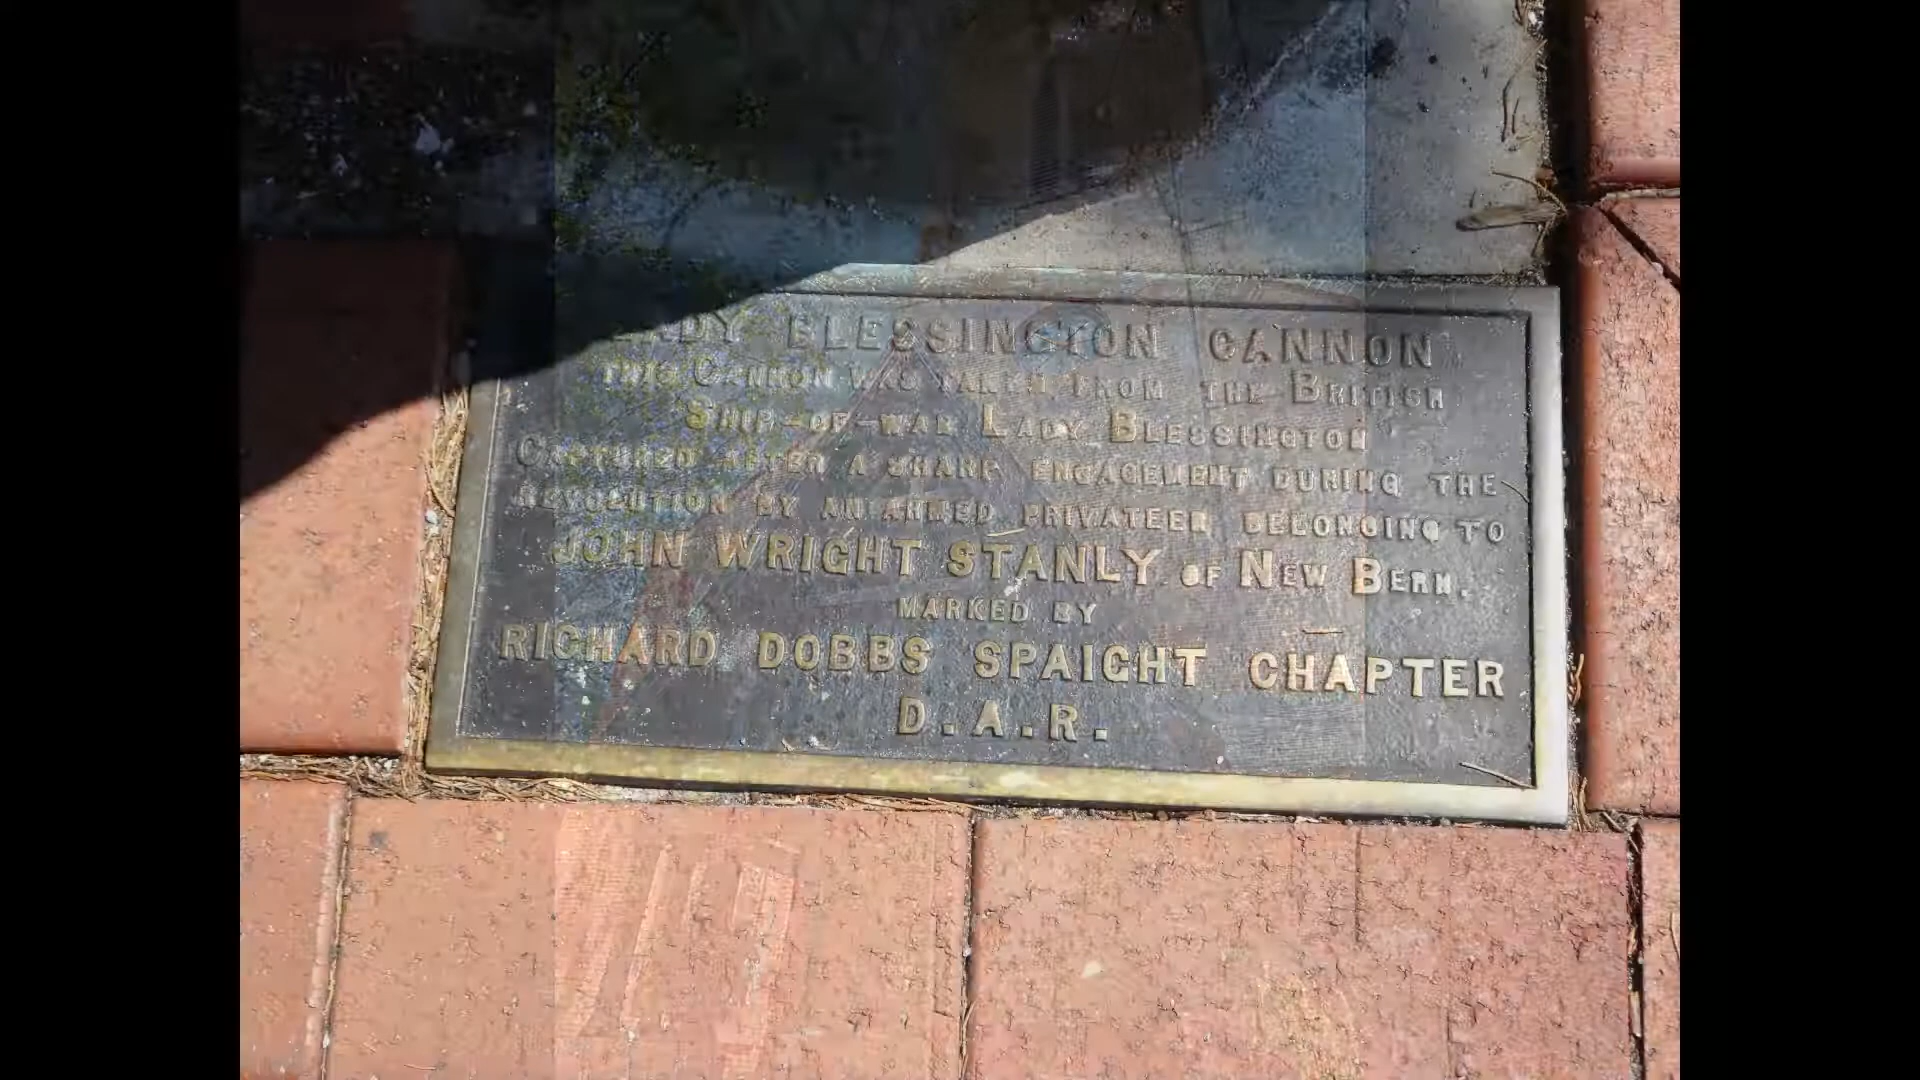 LADY BLESSINGTON CANNON
THIS CANNON WAS TAKEN FROM THE BRITISH
SHIP-OF-WAR LADY BLESSINGTON
CAPTURED AFTER A SHARP ENGAGEMENT DURING THE
REVOLUTION BY AN ARMED PRIVATEER BELONGING TO
JOHN WRIGHT STANLY OF NEW BERN.
MARKED BY
RICHARD DOBBS SPAIGHT CHAPTER
D.A.R.